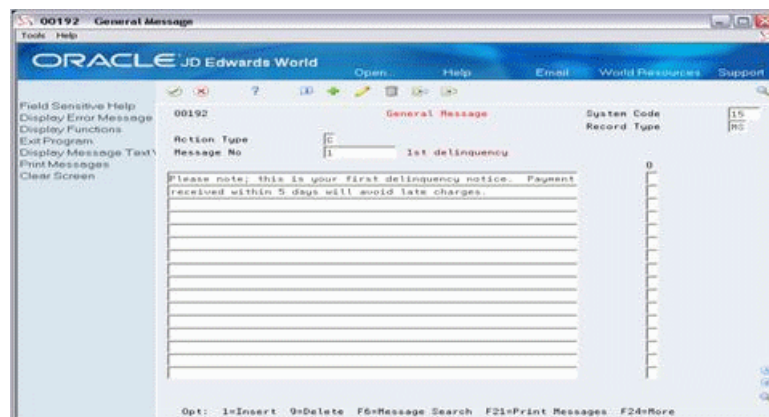 00192 General Message
Tools Help
ORACLE JD Edwards World
Open... Help Email World Resources Support
Field Sensitive Help
Display Error Message
Display Functions
Exit Program
Display Message Text\
Print Messages
Clear Screen
00192 General Message System Code 15
Record Type MS
Action Type C
Message No 1 1st delinquency
O
Please note; this is your first delinquency notice. Payment
received within 5 days will avoid late charges.
Opt: 1=Insert 9=Delete F6=Message Search F21=Print Messages F24=More